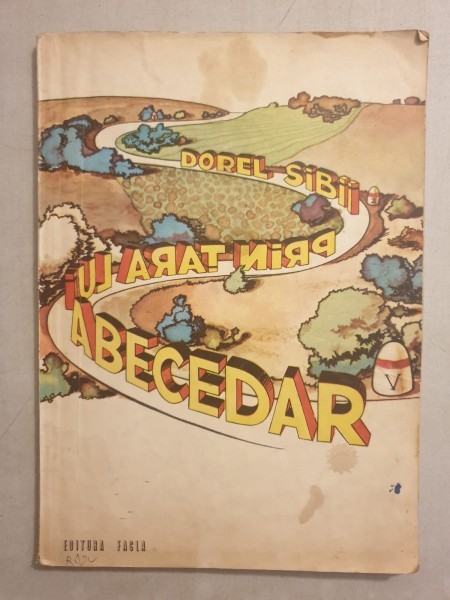 DOREL SiBII
PRIN TARA LUi
ABECEDAR
V
EDITURA FACLA